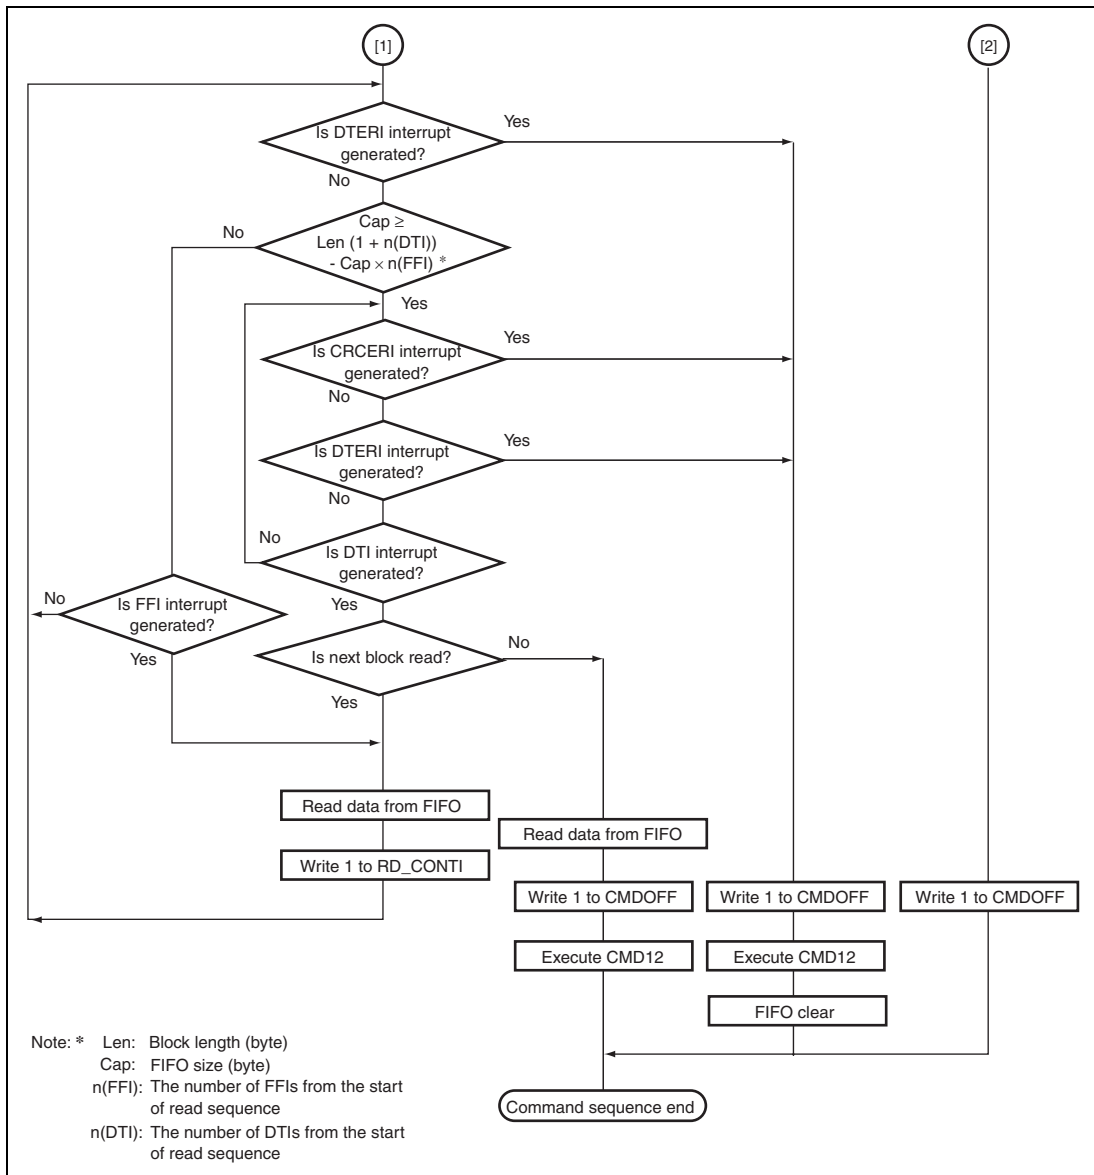 [1]
[2]
Is DTERI interrupt
generated?
Yes
No
Cap ≥
Len (1 + n(DTI))
- Cap × n(FFI) *
No
Yes
Is CRCERI interrupt
generated?
Yes
No
Is DTERI interrupt
generated?
Yes
No
Is DTI interrupt
generated?
No
Yes
Is FFI interrupt
generated?
No
Yes
Is next block read?
No
Yes
Read data from FIFO
Write 1 to RD_CONTI
Read data from FIFO
Write 1 to CMDOFF
Execute CMD12
Write 1 to CMDOFF
Execute CMD12
FIFO clear
Write 1 to CMDOFF
Command sequence end
Note: * Len: Block length (byte)
Cap: FIFO size (byte)
n(FFI): The number of FFIs from the start
of read sequence
n(DTI): The number of DTIs from the start
of read sequence